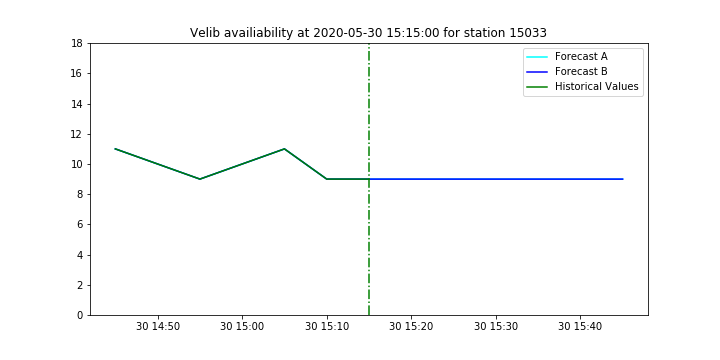 Velib availiability at 2020-05-30 15:15:00 for station 15033
18
16
14
12
10
8
6
4
2
0
Forecast A
Forecast B
Historical Values
30 14:50 30 15:00 30 15:10 30 15:20 30 15:30 30 15:40